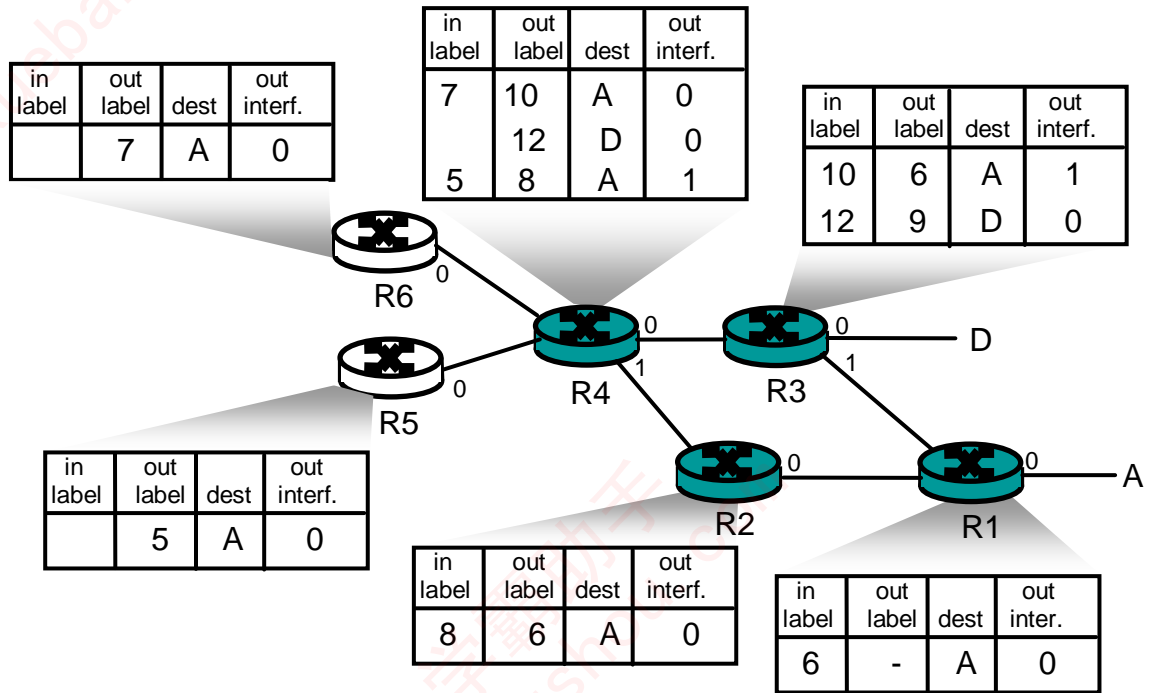 in out dest out
label label interf.
7 10 A 0
12 D 0
5 8 A 1
in out dest out
label label interf.
7 A 0
in out dest out
label label interf.
10 6 A 1
12 9 D 0
0
R6
0
R5
0
1
R4
0
1
R3
D
in out dest out
label label interf.
5 A 0
0
R2
0
R1
A
in out dest out
label label interf.
8 6 A 0
in out dest out
label label inter.
6 - A 0